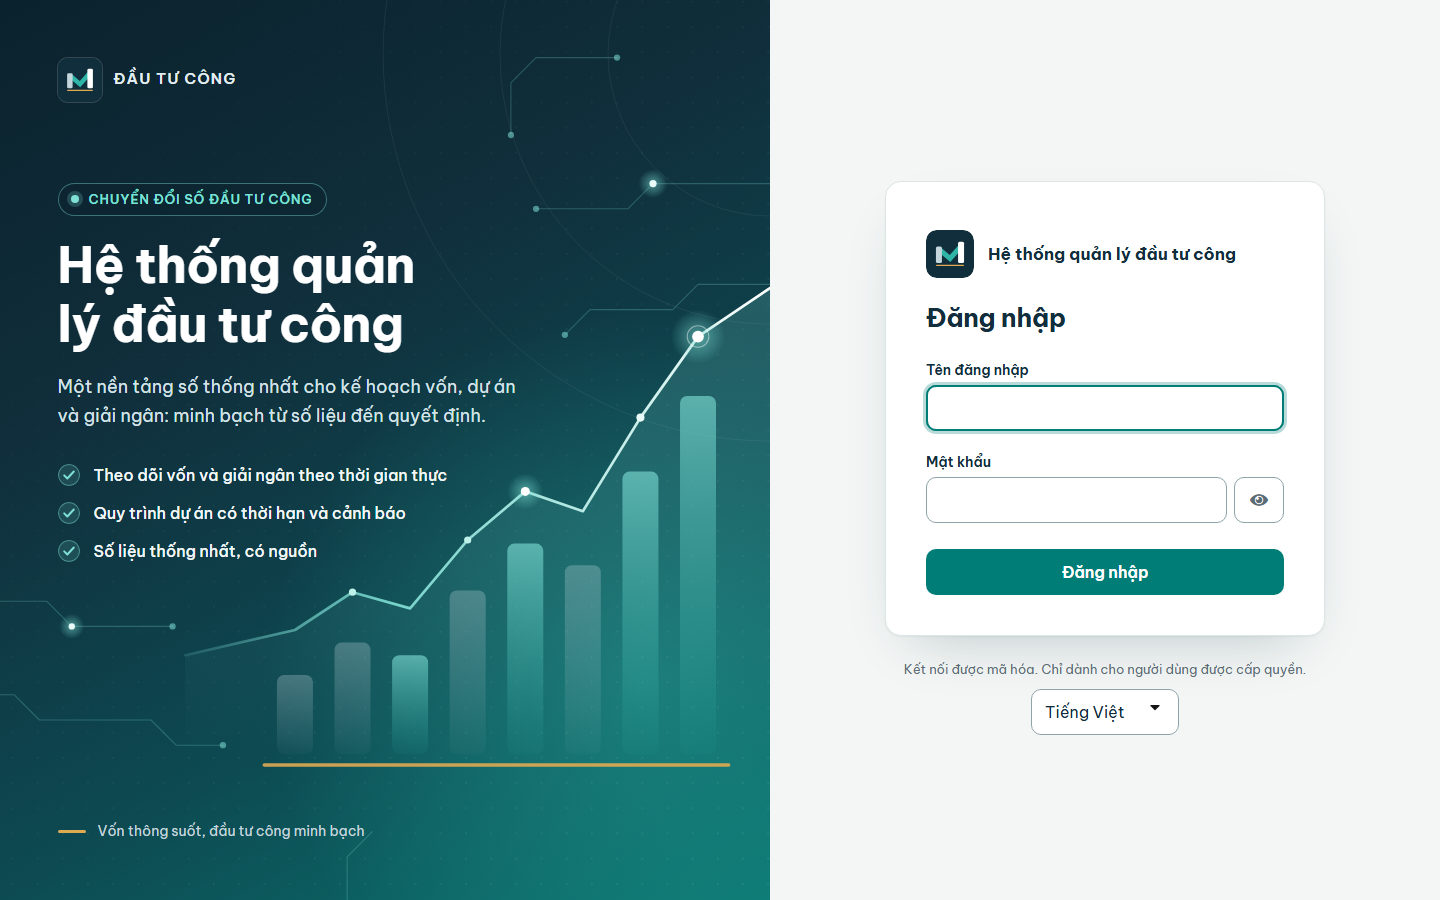 ĐẦU TƯ CÔNG
CHUYỂN ĐỔI SỐ ĐẦU TƯ CÔNG
Hệ thống quản
lý đầu tư công
Một nền tảng số thống nhất cho kế hoạch vốn, dự án
và giải ngân: minh bạch từ số liệu đến quyết định.
Theo dõi vốn và giải ngân theo thời gian thực
Quy trình dự án có thời hạn và cảnh báo
Số liệu thống nhất, có nguồn
Vốn thông suốt, đầu tư công minh bạch
Hệ thống quản lý đầu tư công
Đăng nhập
Tên đăng nhập
Mật khẩu
Đăng nhập
Kết nối được mã hóa. Chỉ dành cho người dùng được cấp quyền.
Tiếng Việt